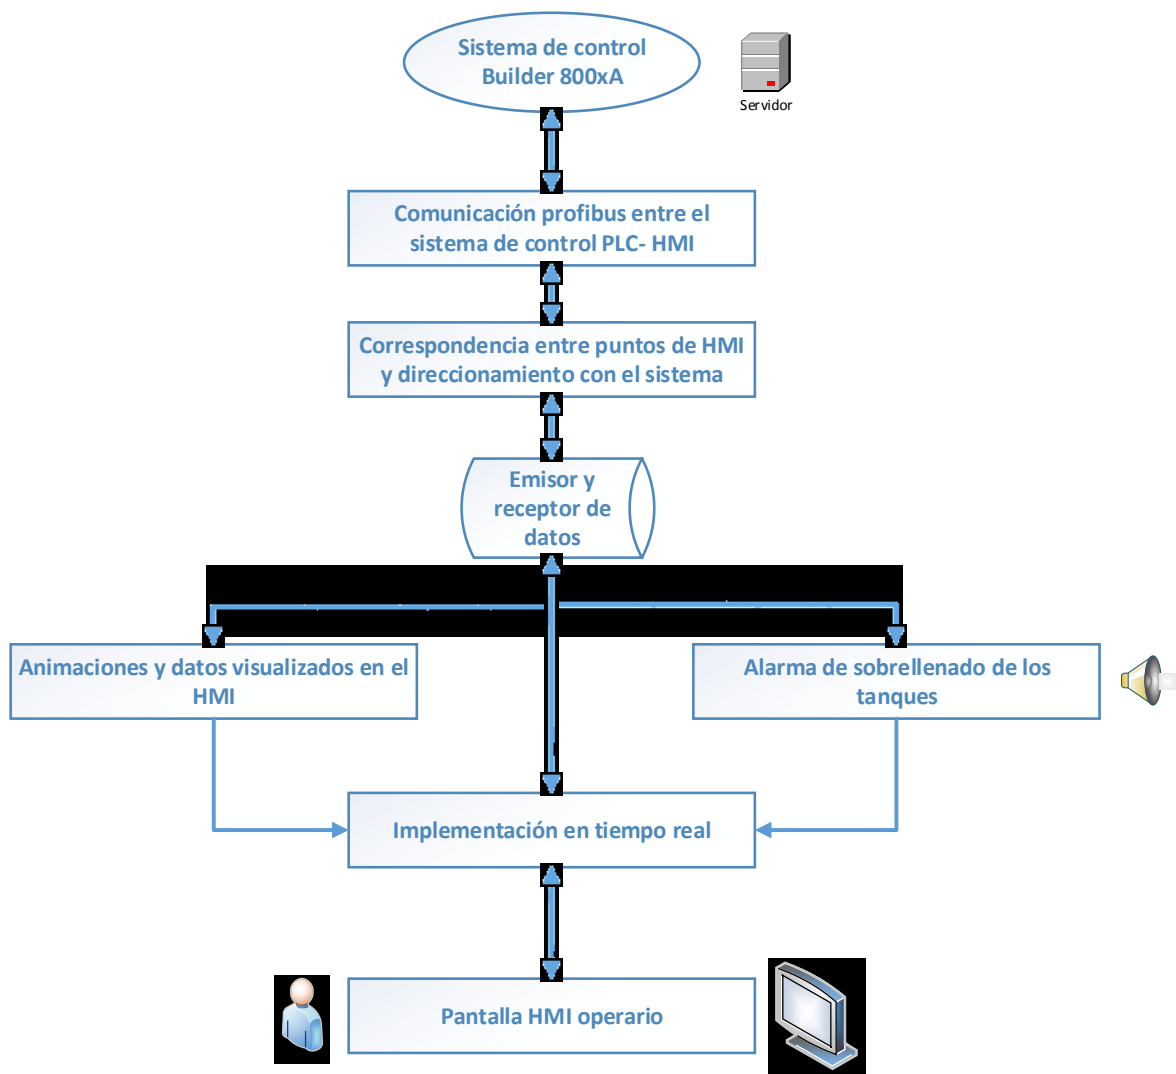 Sistema de control
Builder 800xA
Servidor
Comunicación profibus entre el
sistema de control PLC- HMI
Correspondencia entre puntos de HMI
y direccionamiento con el sistema
Emisor y
receptor de
datos
Animaciones y datos visualizados en el
HMI
Alarma de sobrellenado de los
tanques
Implementación en tiempo real
Pantalla HMI operario